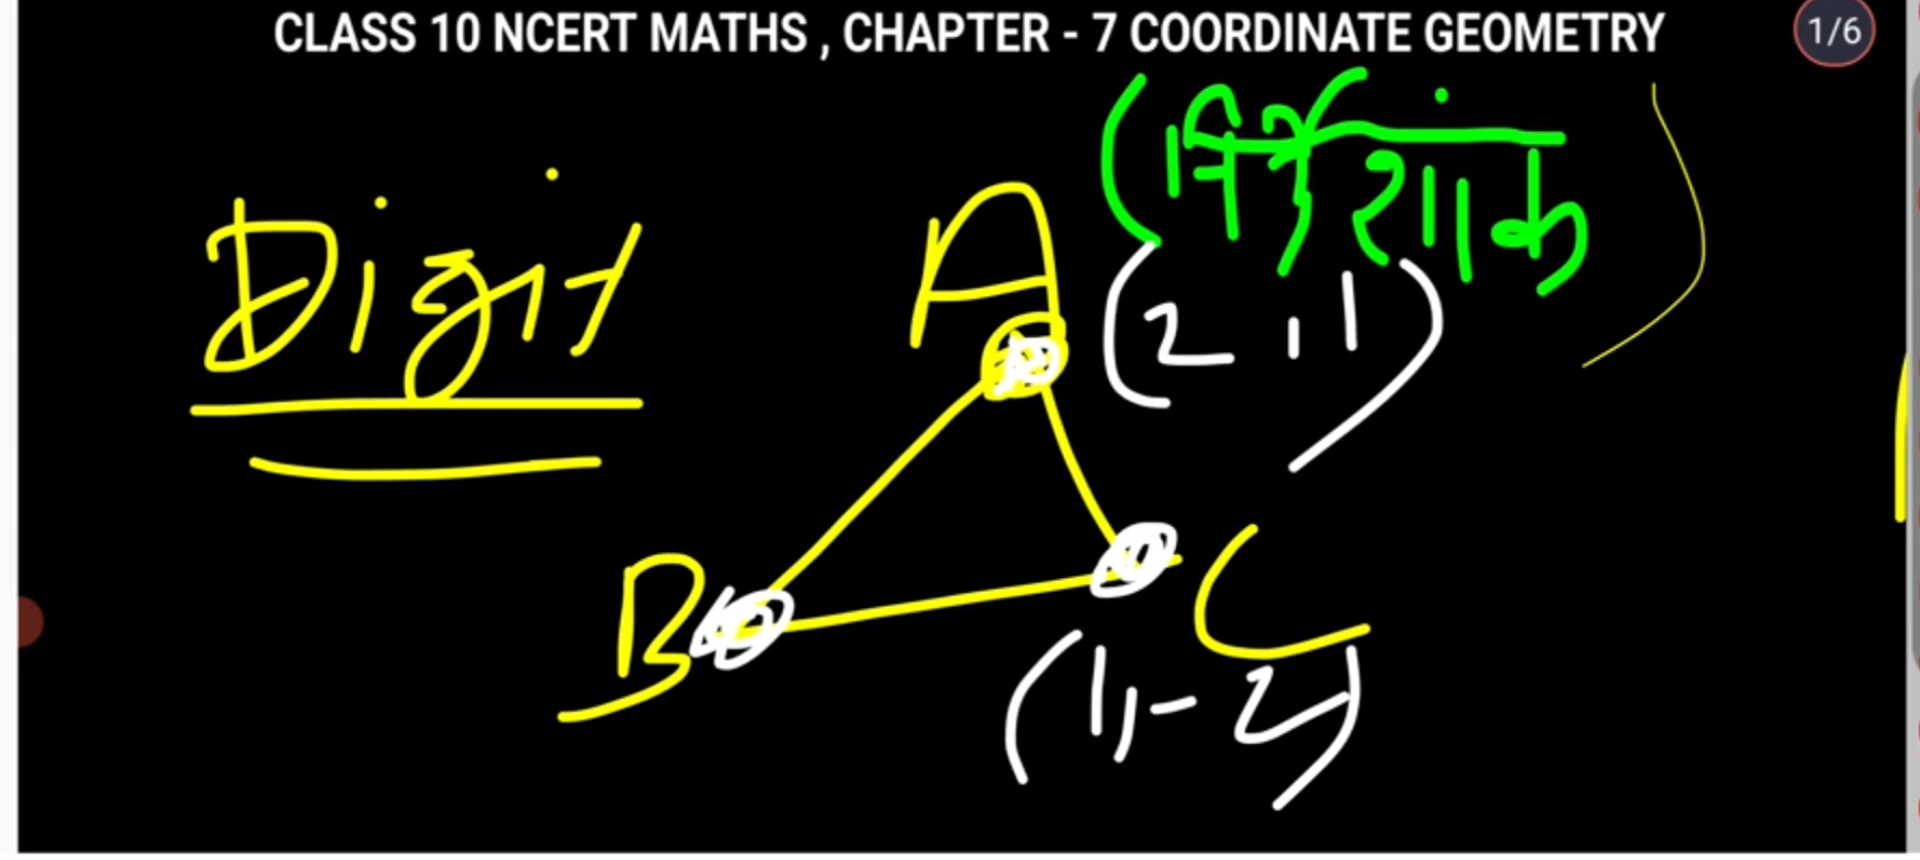 CLASS 10 NCERT MATHS , CHAPTER - 7 COORDINATE GEOMETRY
1/6
(निर्देशांक)
Digit
A
(2,1)
B
C
(1,-2)